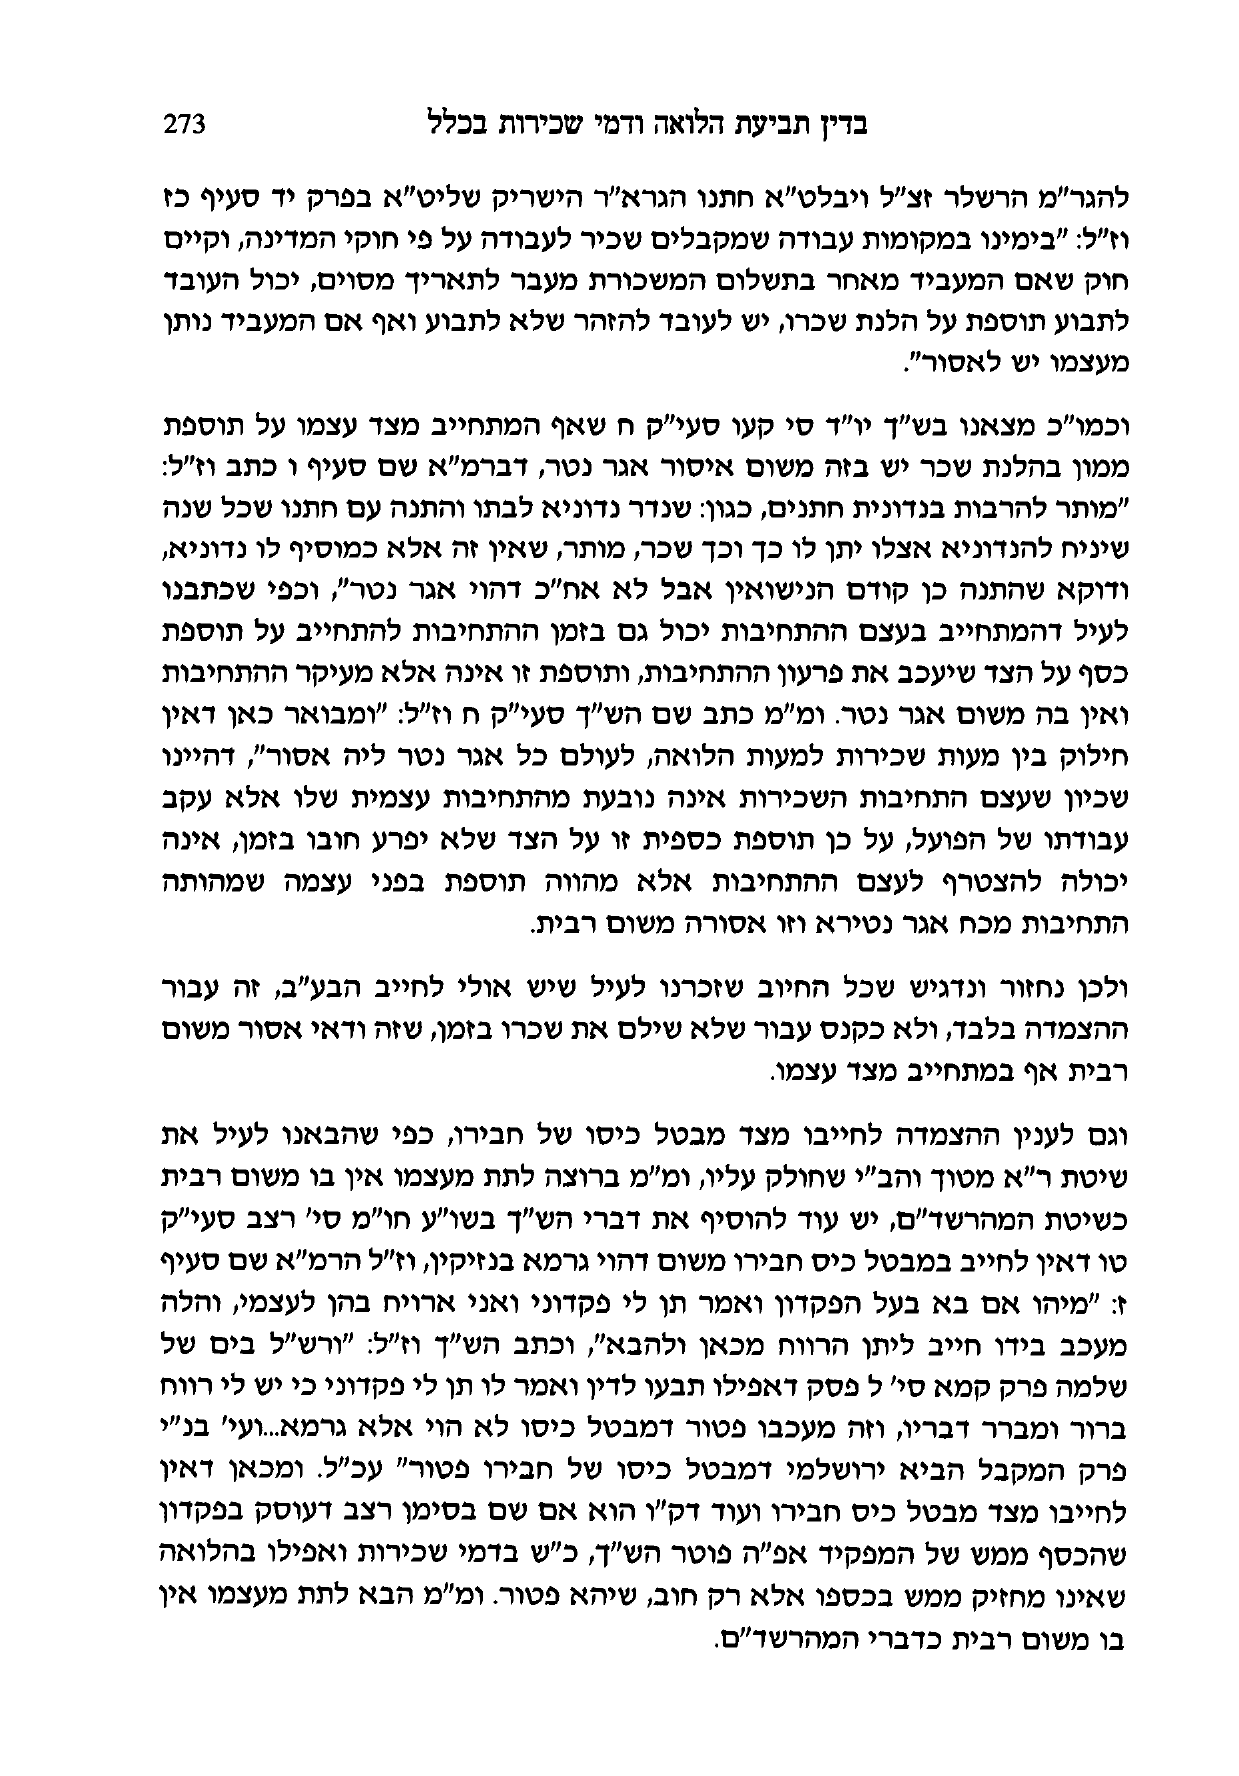 בדין תביעת הלואה ודמי שכירות בכלל 273
להגר"מ הרשלר זצ"ל ויבלט"א חתנו הגרא"ר הישריק שליט"א בפרק יד סעיף כז
וז"ל: "בימינו במקומות עבודה שמקבלים שכיר לעבודה על פי חוקי המדינה, וקיים
חוק שאם המעביד מאחר בתשלום המשכורת מעבר לתאריך מסוים, יכול העובד
לתבוע תוספת על הלנת שכרו, יש לעובד להזהר שלא לתבוע ואף אם המעביד נותן
מעצמו יש לאסור".
וכמו"כ מצאנו בש"ך יו"ד סי קעו סעי"ק ח שאף המתחייב מצד עצמו על תוספת
ממון בהלנת שכר יש בזה משום איסור אגר נטר, דברמ"א שם סעיף ו כתב וז"ל:
"מותר להרבות בנדונית חתנים, כגון: שנדר נדוניא לבתו והתנה עם חתנו שכל שנה
שיניח להנדוניא אצלו יתן לו כך וכך שכר, מותר, שאין זה אלא כמוסיף לו נדוניא,
ודוקא שהתנה כן קודם הנישואין אבל לא אח"כ דהוי אגר נטר", וכפי שכתבנו
לעיל דהמתחייב בעצם ההתחיבות יכול גם בזמן ההתחיבות להתחייב על תוספת
כסף על הצד שיעכב את פרעון ההתחיבות, ותוספת זו אינה אלא מעיקר ההתחיבות
ואין בה משום אגר נטר. ומ"מ כתב שם הש"ך סעי"ק ח וז"ל: "ומבואר כאן דאין
חילוק בין מעות שכירות למעות הלואה, לעולם כל אגר נטר ליה אסור", דהיינו
שכיון שעצם התחיבות השכירות אינה נובעת מהתחיבות עצמית שלו אלא עקב
עבודתו של הפועל, על כן תוספת כספית זו על הצד שלא יפרע חובו בזמן, אינה
יכולה להצטרף לעצם ההתחיבות אלא מהווה תוספת בפני עצמה שמהותה
התחיבות מכח אגר נטירא וזו אסורה משום רבית.
ולכן נחזור ונדגיש שכל החיוב שזכרנו לעיל שיש אולי לחייב הבע"ב, זה עבור
ההצמדה בלבד, ולא כקנס עבור שלא שילם את שכרו בזמן, שזה ודאי אסור משום
רבית אף במתחייב מצד עצמו.
וגם לענין ההצמדה לחייבו מצד מבטל כיסו של חבירו, כפי שהבאנו לעיל את
שיטת ר"א מטוך והב"י שחולק עליו, ומ"מ ברוצה לתת מעצמו אין בו משום רבית
כשיטת המהרשד"ם, יש עוד להוסיף את דברי הש"ך בשו"ע חו"מ סי' רצב סעי"ק
טו דאין לחייב במבטל כיס חבירו משום דהוי גרמא בנזיקין, וז"ל הרמ"א שם סעיף
ז: "מיהו אם בא בעל הפקדון ואמר תן לי פקדוני ואני ארויח בהן לעצמי, והלה
מעכב בידו חייב ליתן הרווח מכאן ולהבא", וכתב הש"ך וז"ל: "ורש"ל בים של
שלמה פרק קמא סי' ל פסק דאפילו תבעו לדין ואמר לו תן לי פקדוני כי יש לי רווח
ברור ומברר דבריו, וזה מעכבו פטור דמבטל כיסו לא הוי אלא גרמא...ועי' בנ"י
פרק המקבל הביא ירושלמי דמבטל כיסו של חבירו פטור" עכ"ל. ומכאן דאין
לחייבו מצד מבטל כיס חבירו ועוד דק"ו הוא אם שם בסימן רצב דעוסק בפקדון
שהכסף ממש של המפקיד אפ"ה פוטר הש"ך, כ"ש בדמי שכירות ואפילו בהלואה
שאינו מחזיק ממש בכספו אלא רק חוב, שיהא פטור. ומ"מ הבא לתת מעצמו אין
בו משום רבית כדברי המהרשד"ם.